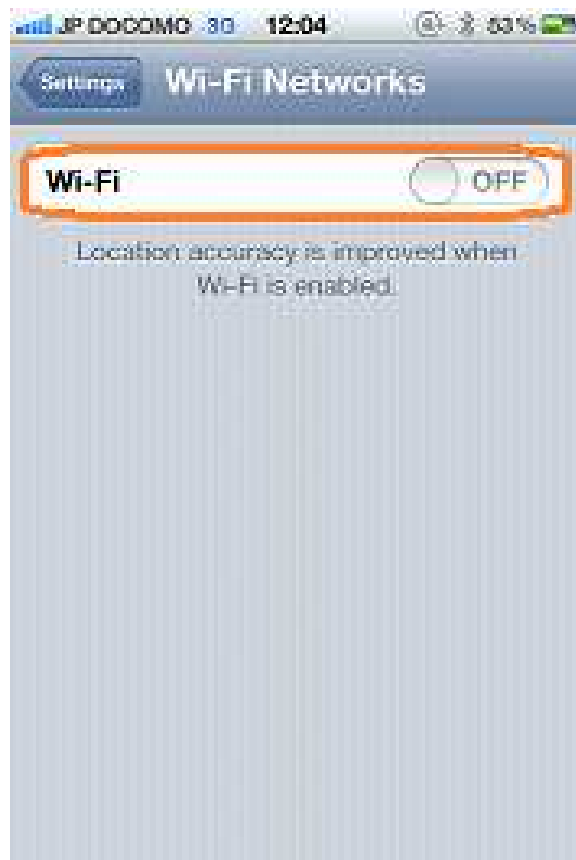 JP DOCOMO 3G 12:04 63%
Settings Wi-Fi Networks
Wi-Fi OFF
Location accuracy is improved when
Wi-Fi is enabled.